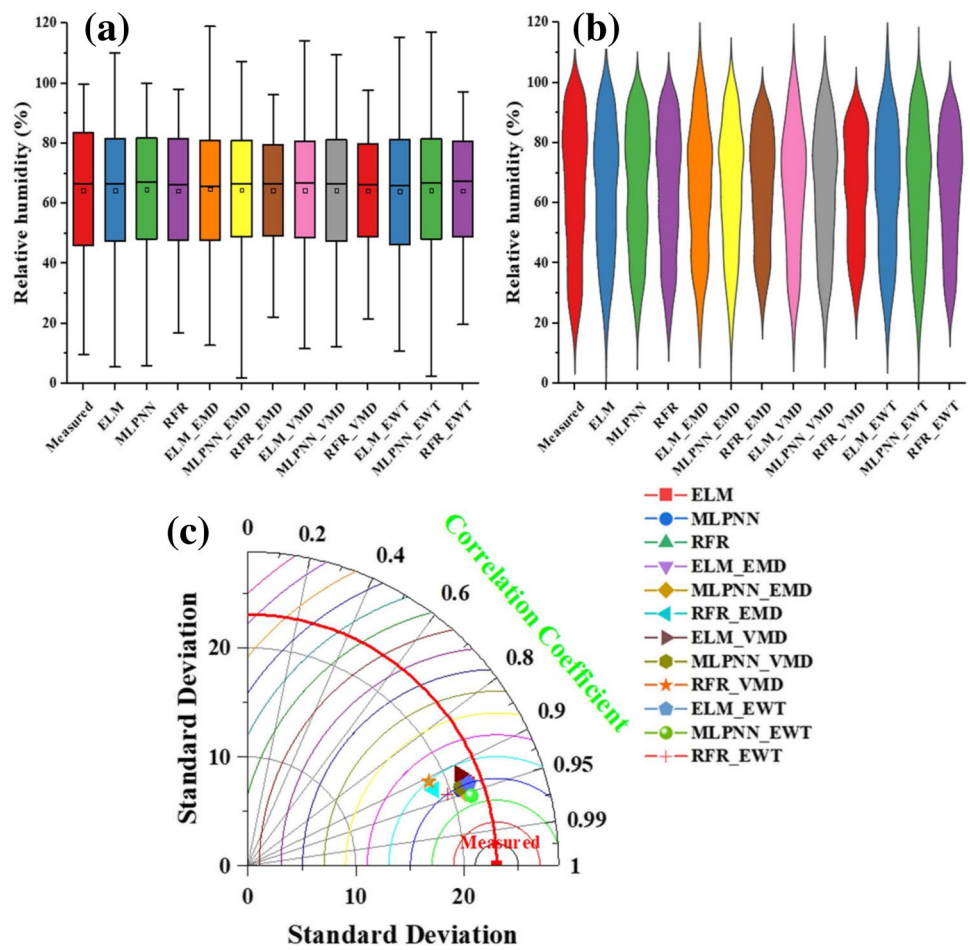 (a)
Relative humidity (%)
120
100
80
60
40
20
0
Measured
ELM
MLPNN
RFR
ELM_EMD
MLPNN_EMD
RFR_EMD
ELM_VMD
MLPNN_VMD
RFR_VMD
ELM_EWT
MLPNN_EWT
RFR_EWT
(b)
Relative humidity (%)
120
100
80
60
40
20
0
Measured
ELM
MLPNN
RFR
ELM_EMD
MLPNN_EMD
RFR_EMD
ELM_VMD
MLPNN_VMD
RFR_VMD
ELM_EWT
MLPNN_EWT
RFR_EWT
(c)
Standard Deviation
20
10
0
0
10
20
Standard Deviation
0
0.2
0.4
0.6
0.8
0.9
0.95
0.99
1
Correlation Coefficient
Measured
ELM
MLPNN
RFR
ELM_EMD
MLPNN_EMD
RFR_EMD
ELM_VMD
MLPNN_VMD
RFR_VMD
ELM_EWT
MLPNN_EWT
RFR_EWT